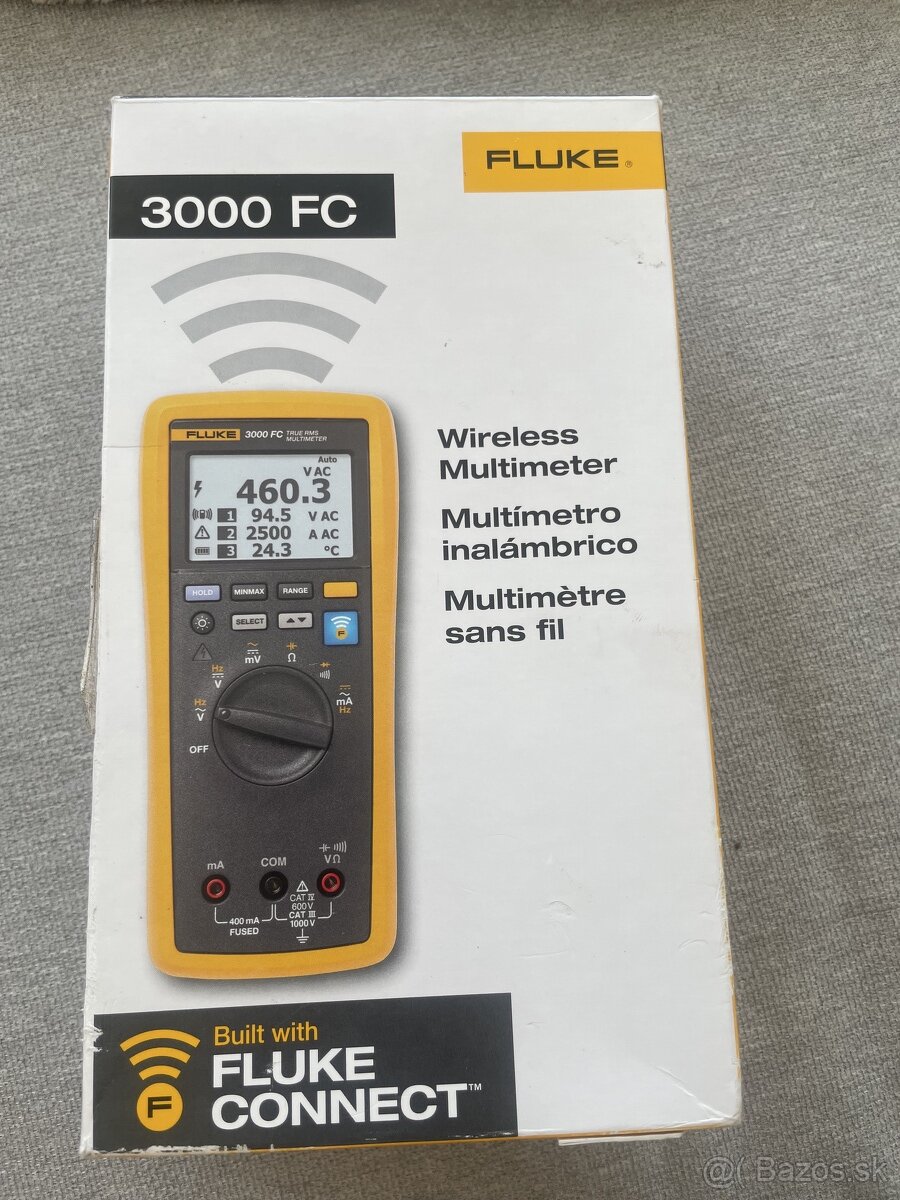 FLUKE®
3000 FC
FLUKE 3000 FC TRUE RMS
MULTIMETER
Auto
V AC
460.3
1 94.5 V AC
2 2500 A AC
3 24.3 °C
HOLD MINMAX RANGE
SELECT
F
mV
Ω
Hz
V
Hz
V
mA
Hz
OFF
mA COM VΩ
CAT IV
600 V
CAT III
1000 V
400 mA
FUSED
Wireless
Multimeter
Multímetro
inalámbrico
Multimètre
sans fil
Built with
FLUKE
CONNECT™
F
@( Bazos.sk